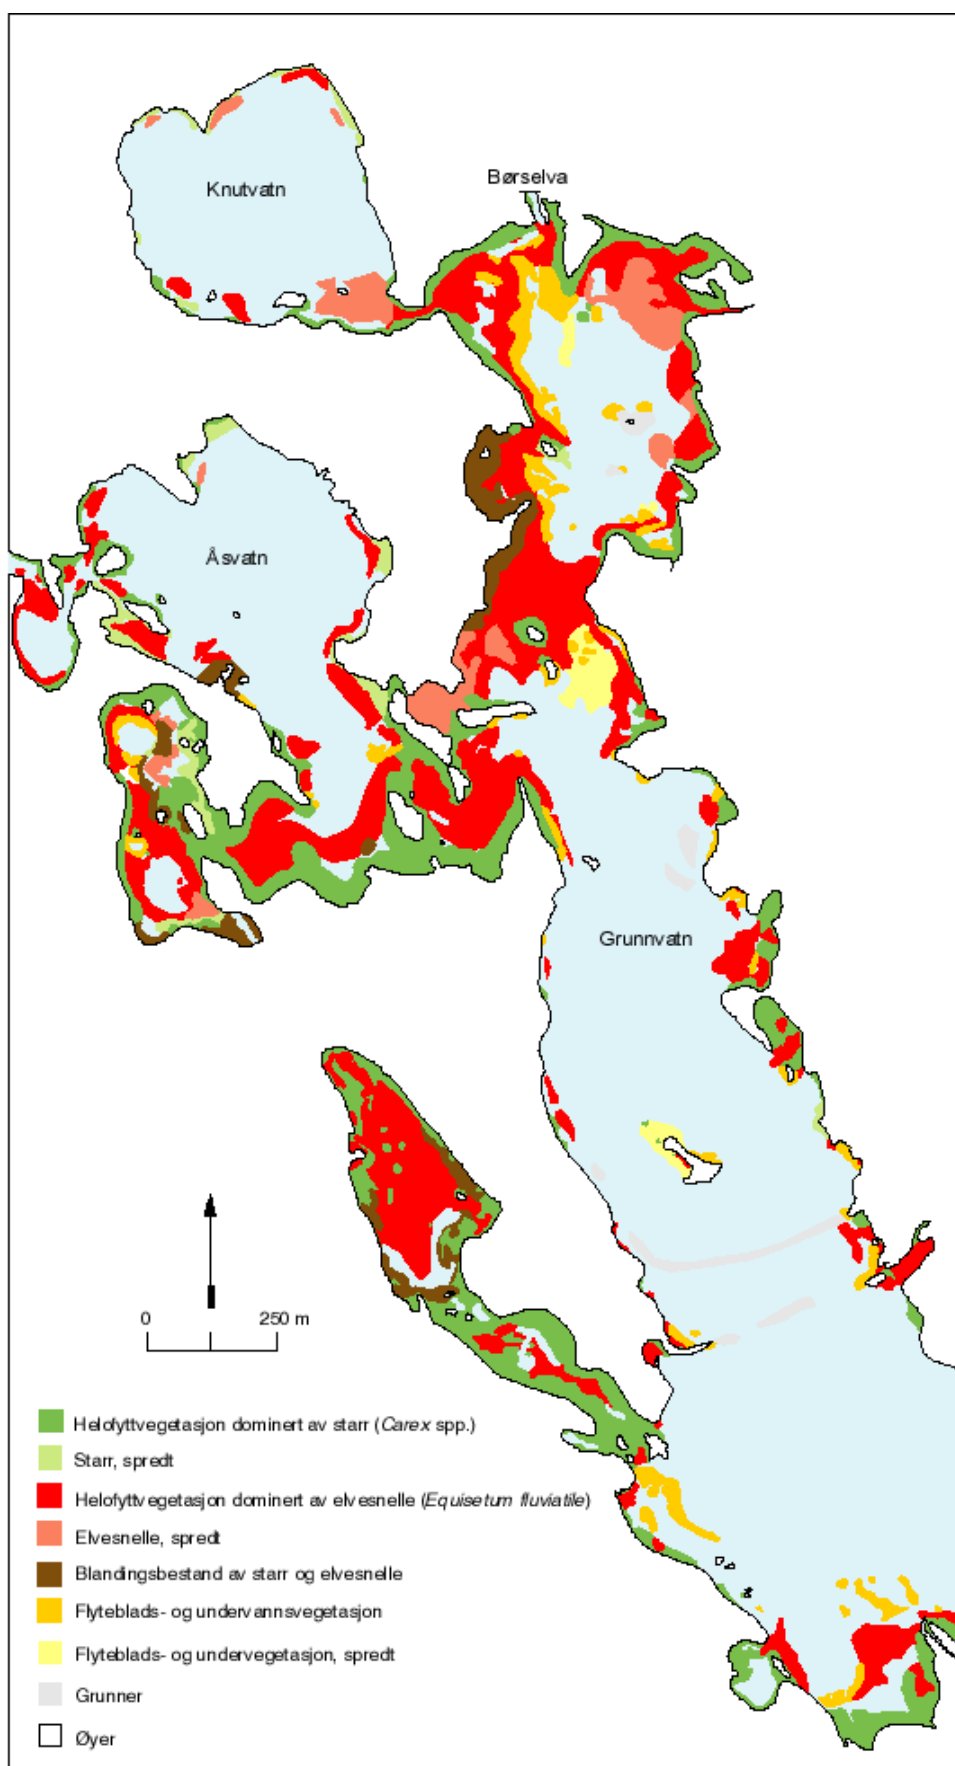 Knutvatn
Børselva
Åsvatn
Grunnvatn
0 250 m
Helofyttvegetasjon dominert av starr (Carex spp.)
Starr, spredt
Helofyttvegetasjon dominert av elvesnelle (Equisetum fluviatile)
Elvesnelle, spredt
Blandingsbestand av starr og elvesnelle
Flyteblads- og undervannsvegetasjon
Flyteblads- og undervegetasjon, spredt
Grunner
Øyer